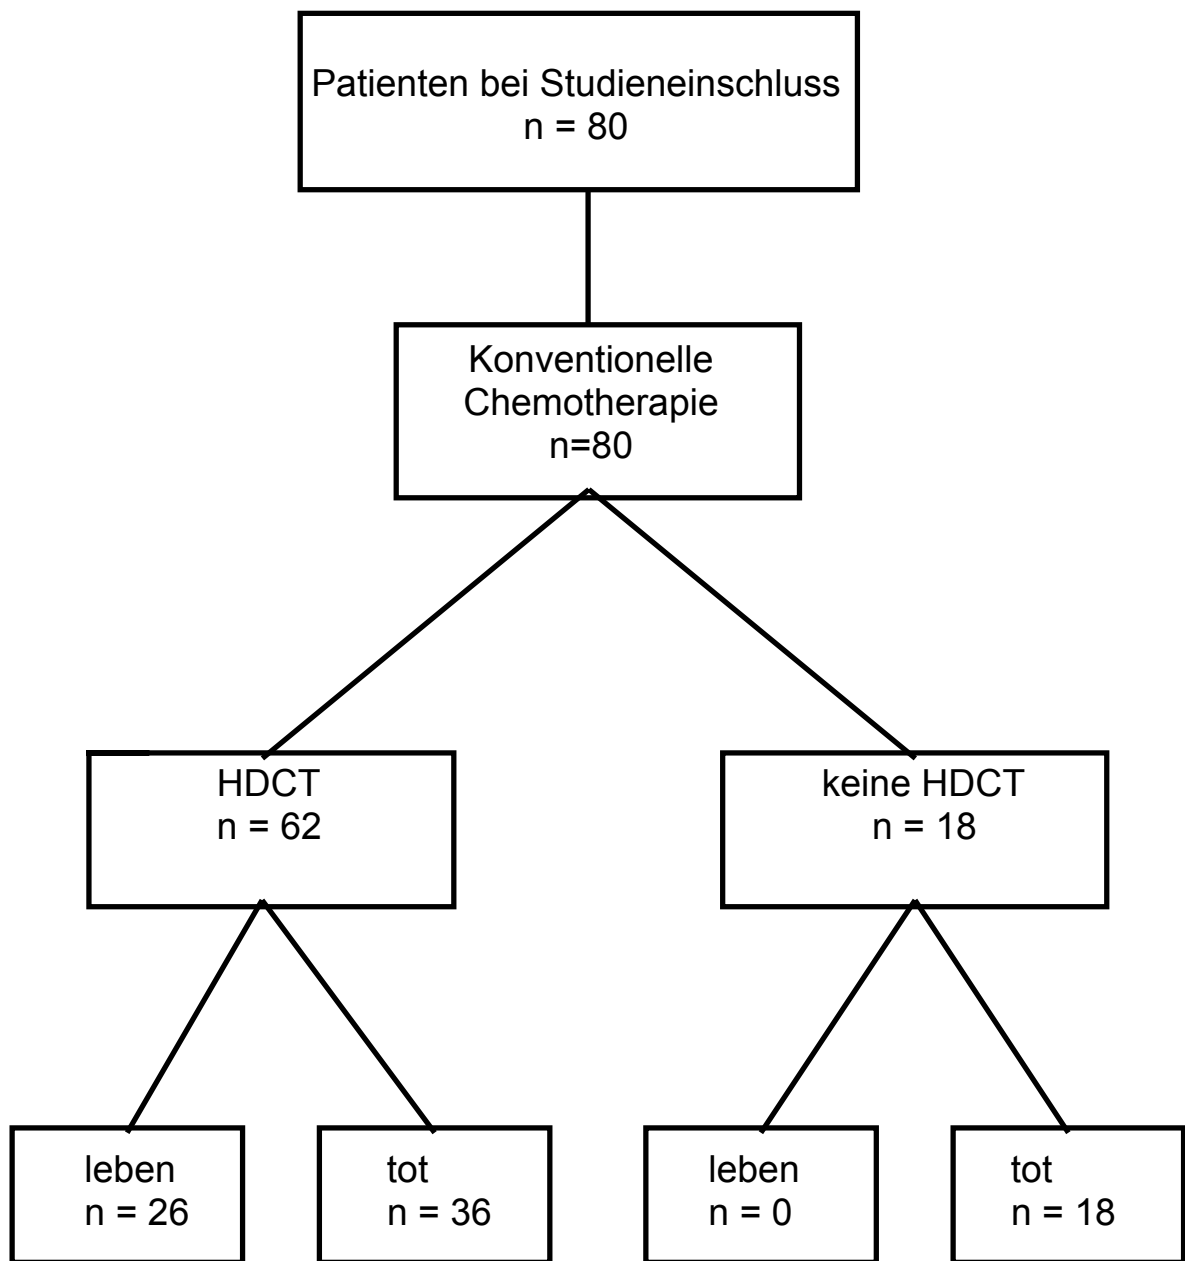 Patienten bei Studieneinschluss
n = 80
Konventionelle
Chemotherapie
n=80
HDCT
n = 62
keine HDCT
n = 18
leben
n = 26
tot
n = 36
leben
n = 0
tot
n = 18